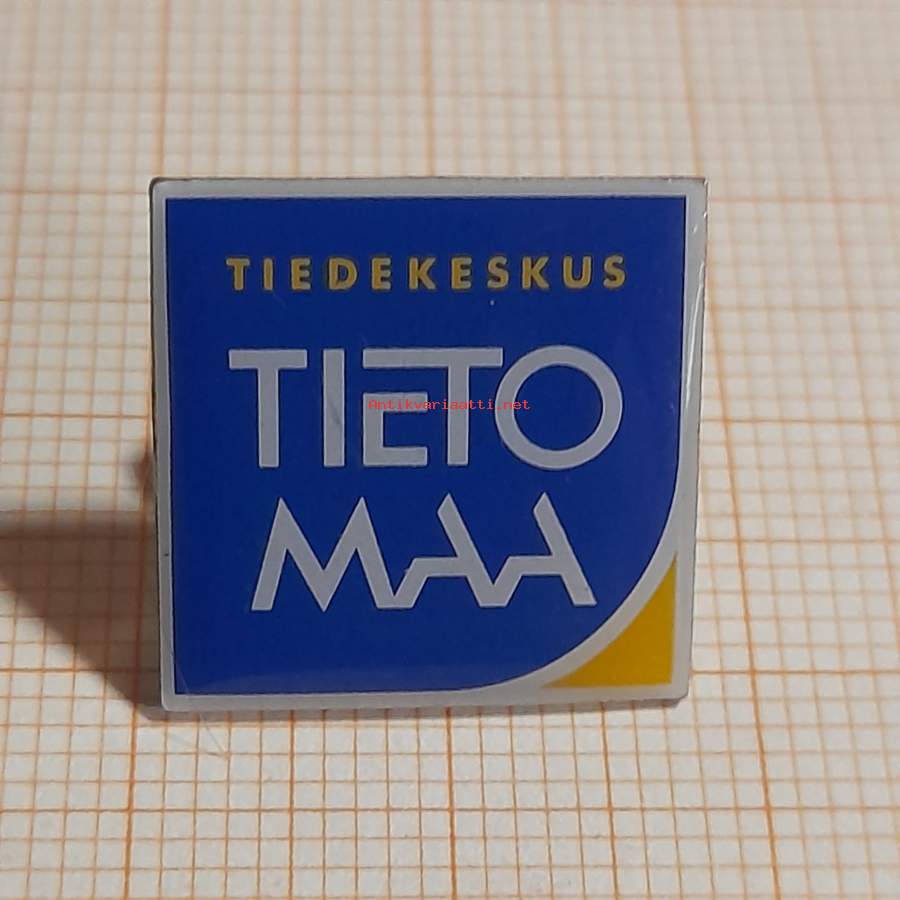 TIEDEKESKUS
TIETO
Antikvariaatti.net
MAA